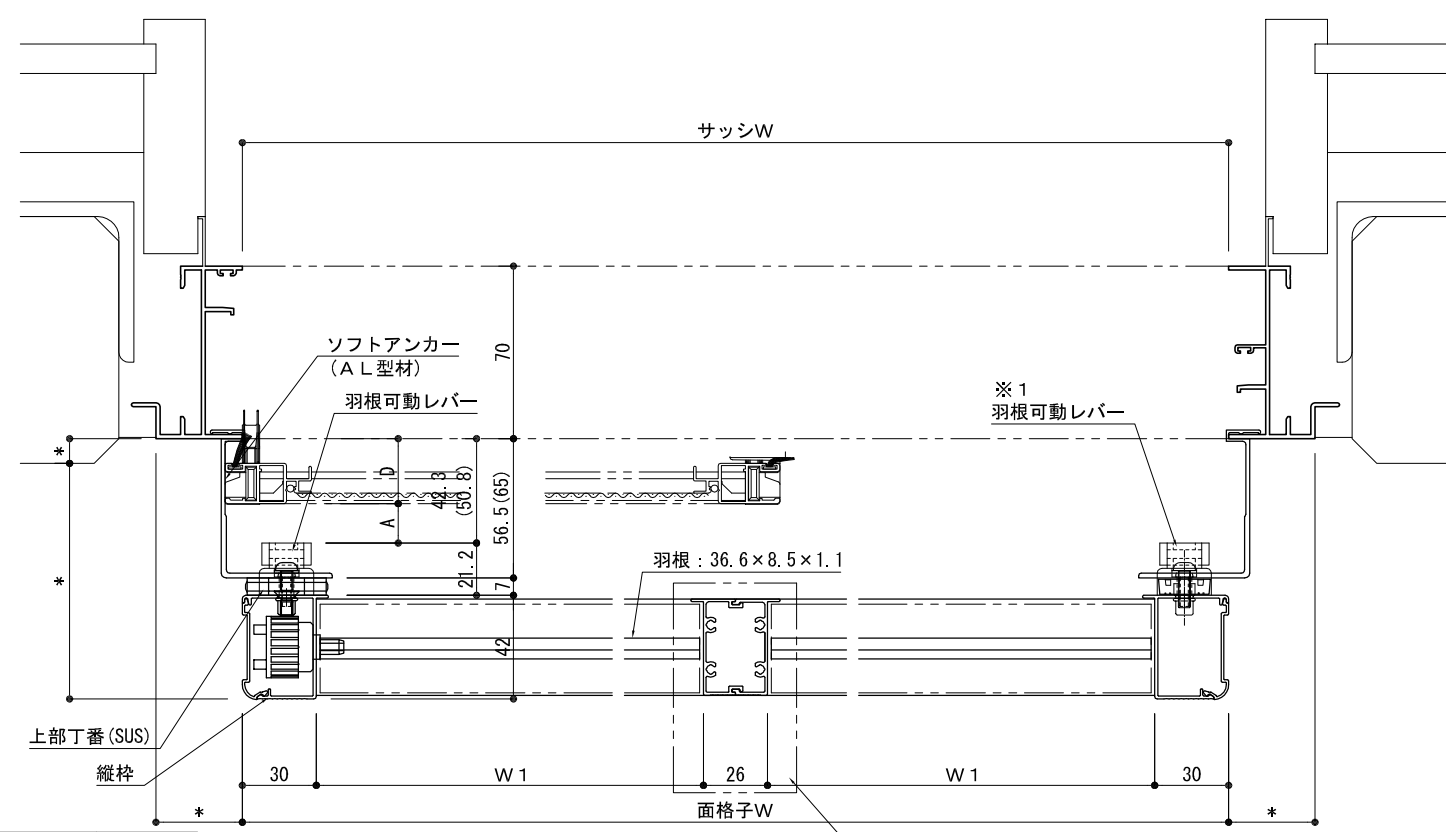 サッシW
ソフトアンカー
(AL型材)
羽根可動レバー
70
※1
羽根可動レバー
*
D
42.3
(50.8)
56.5(65)
A
21.2
7
羽根:36.6×8.5×1.1
*
42
上部丁番(SUS)
縦枠
30
W1
26
W1
30
*
面格子W
*